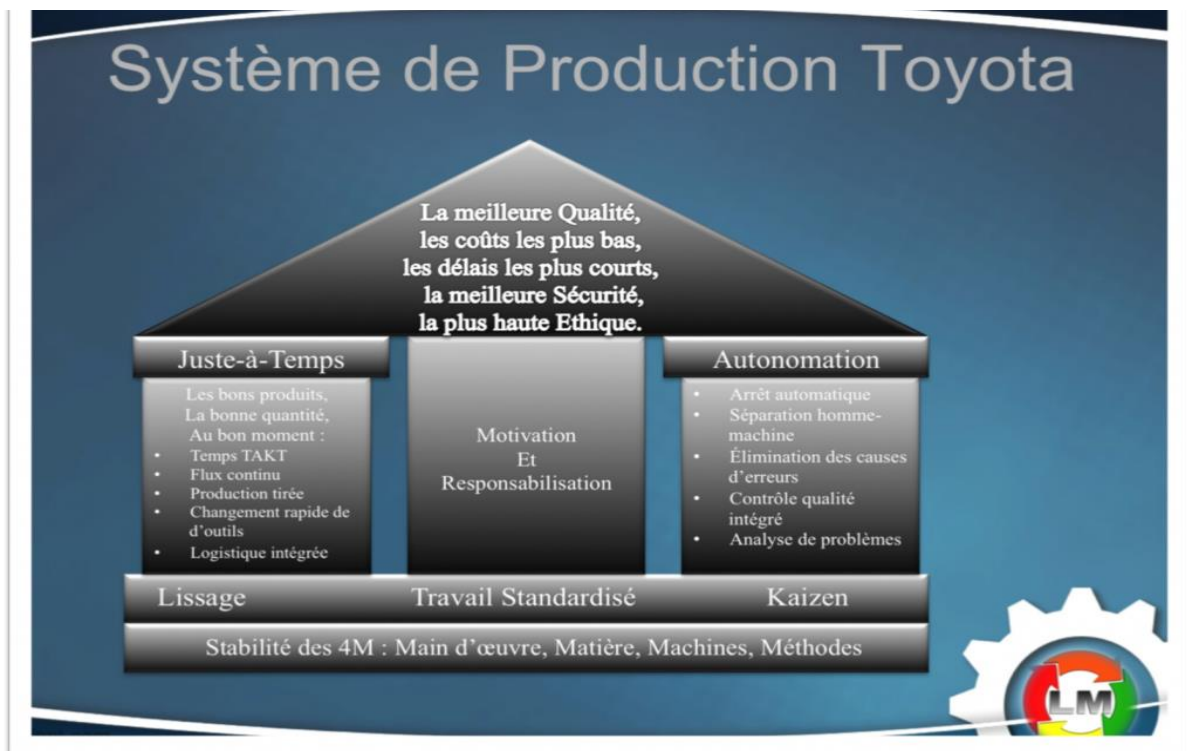 Système de Production Toyota
La meilleure Qualité,
les coûts les plus bas,
les délais les plus courts,
la meilleure Sécurité,
la plus haute Ethique.
Juste-à-Temps
Les bons produits,
La bonne quantité,
Au bon moment :
• Temps TAKT
• Flux continu
• Production tirée
• Changement rapide de
d’outils
• Logistique intégrée
Motivation
Et
Responsabilisation
Autonomation
• Arrêt automatique
• Séparation homme-
machine
• Élimination des causes
d’erreurs
• Contrôle qualité
intégré
• Analyse de problèmes
Lissage Travail Standardisé Kaizen
Stabilité des 4M : Main d’œuvre, Matière, Machines, Méthodes
LM